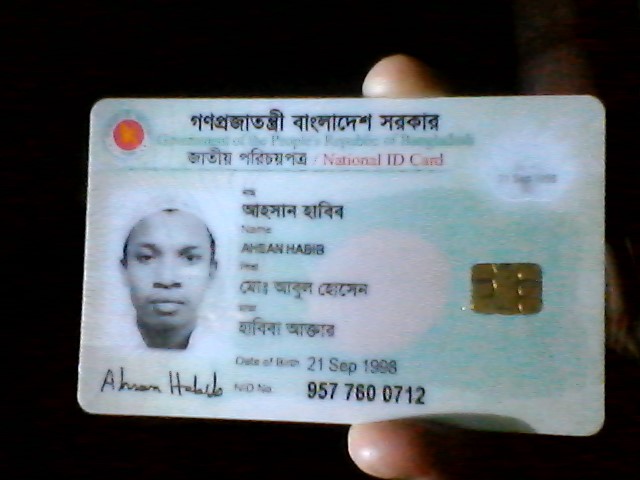 গণপ্রজাতন্ত্রী বাংলাদেশ সরকার
Government of the People's Republic of Bangladesh
জাতীয় পরিচয়পত্র / National ID Card
নাম
আহসান হাবিব
Name
AHSAN HABIB
পিতা
মোঃ আবুল হোসেন
মাতা
হাবিবা আক্তার
Date of Birth 21 Sep 1998
Ahsan Habib NID No. 957 760 0712